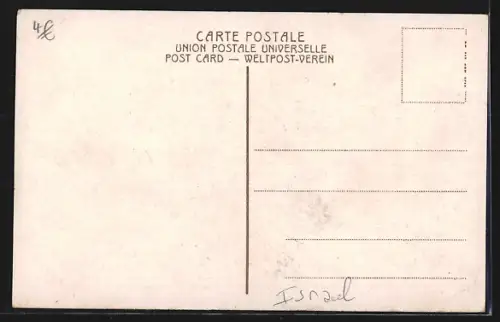 4€
CARTE POSTALE
UNION POSTALE UNIVERSELLE
POST CARD — WELTPOST-VEREIN
Israel